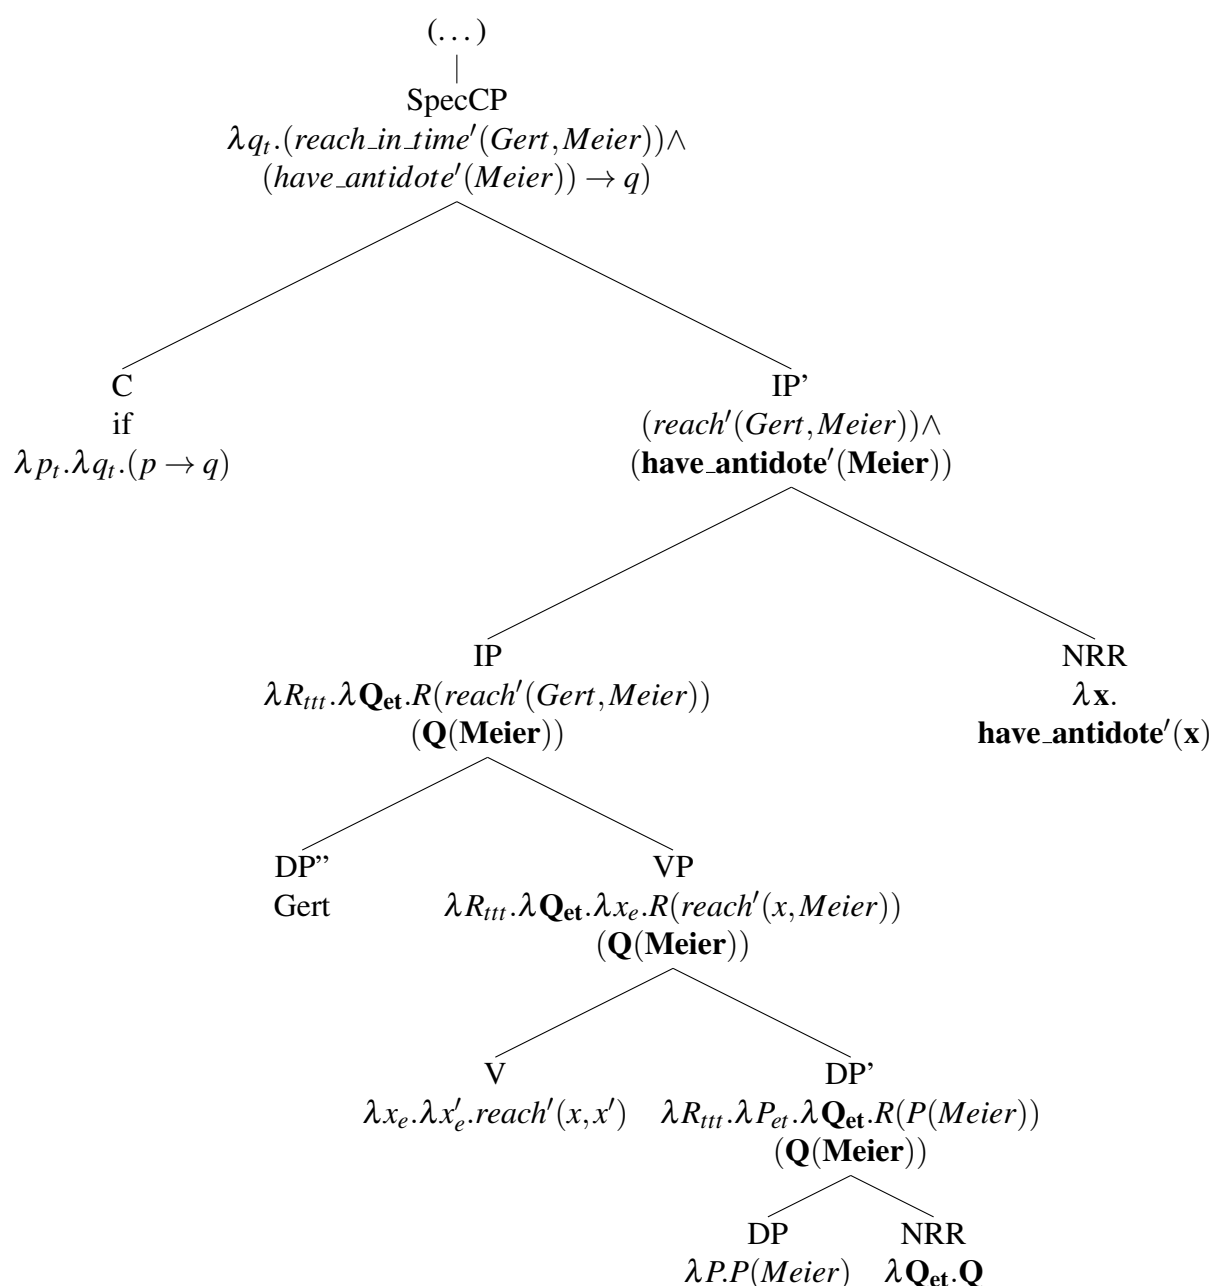 (...)
SpecCP
λq_t.(reach_in_time′(Gert,Meier))∧
(have_antidote′(Meier)) → q)
C
if
λp_t.λq_t.(p → q)
IP’
(reach′(Gert,Meier))∧
(have_antidote′(Meier))
IP
λR_ttt.λQ_et.R(reach′(Gert,Meier))
(Q(Meier))
NRR
λx.
have_antidote′(x)
DP”
Gert
VP
λR_ttt.λQ_et.λx_e.R(reach′(x,Meier))
(Q(Meier))
V
λx_e.λx′_e.reach′(x,x′)
DP’
λR_ttt.λP_et.λQ_et.R(P(Meier))
(Q(Meier))
DP
λP.P(Meier)
NRR
λQ_et.Q